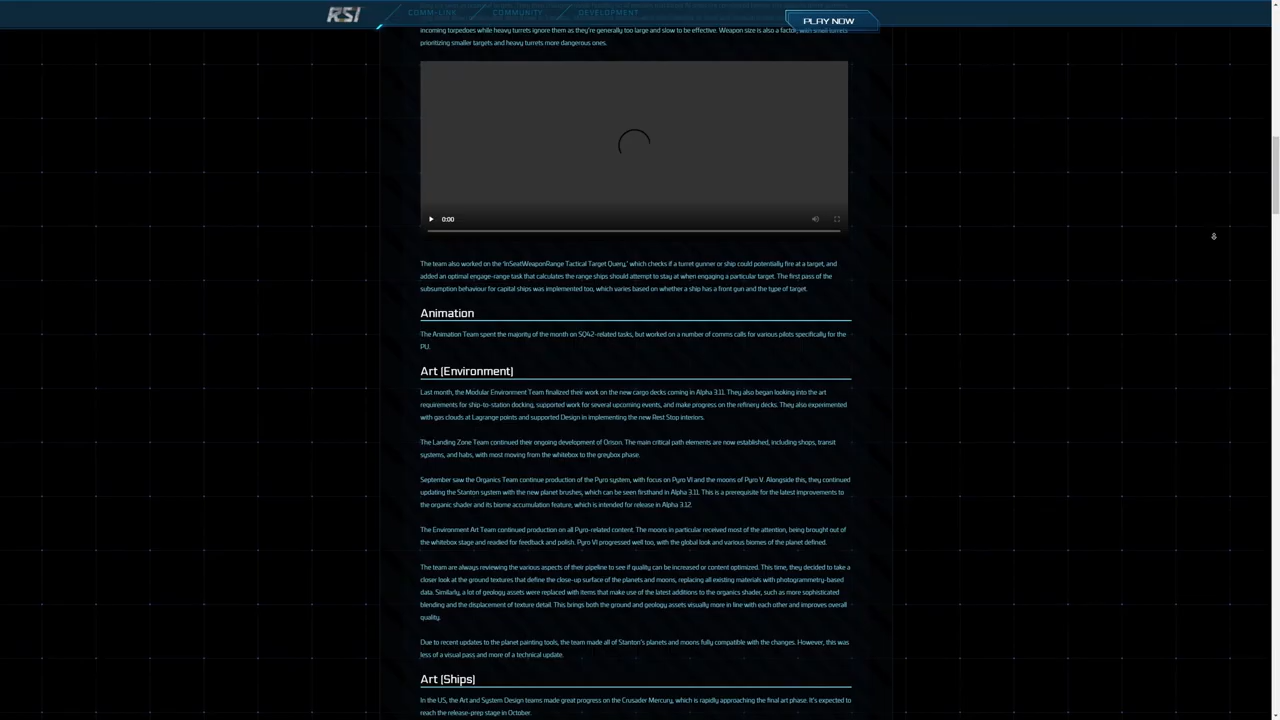 RSI
COMM-LINK COMMUNITY DEVELOPMENT
PLAY NOW
incoming torpedoes while heavy turrets ignore them as they're generally too large and slow to be effective. Weapon size is also a factor, with small turrets
prioritizing smaller targets and heavy turrets more dangerous ones.
0:00
The team also worked on the 'InSeatWeaponRange Tactical Target Query,' which checks if a turret gunner or ship could potentially fire at a target, and
added an optimal engage-range task that calculates the range ships should attempt to stay at when engaging a particular target. The first pass of the
subsumption behaviour for capital ships was implemented too, which varies based on whether a ship has a front gun and the type of target.
Animation
The Animation Team spent the majority of the month on SQ42-related tasks, but worked on a number of comms calls for various pilots specifically for the
PU.
Art (Environment)
Last month, the Modular Environment Team finalized their work on the new cargo decks coming in Alpha 3.11. They also began looking into the art
requirements for ship-to-station docking, supported work for several upcoming events, and make progress on the refinery decks. They also experimented
with gas clouds at Lagrange points and supported Design in implementing the new Rest Stop interiors.
The Landing Zone Team continued their ongoing development of Orison. The main critical path elements are now established, including shops, transit
systems, and habs, with most moving from the whitebox to the greybox phase.
September saw the Organics Team continue production of the Pyro system, with focus on Pyro VI and the moons of Pyro V. Alongside this, they continued
updating the Stanton system with the new planet brushes, which can be seen firsthand in Alpha 3.11. This is a prerequisite for the latest improvements to
the organic shader and its biome accumulation feature, which is intended for release in Alpha 3.12.
The Environment Art Team continued production on all Pyro-related content. The moons in particular received most of the attention, being brought out of
the whitebox stage and readied for feedback and polish. Pyro VI progressed well too, with the global look and various biomes of the planet defined.
The team are always reviewing the various aspects of their pipeline to see if quality can be increased or content optimized. This time, they decided to take a
closer look at the ground textures that define the close-up surface of the planets and moons, replacing all existing materials with photogrammetry-based
data. Similarly, a lot of geology assets were replaced with items that make use of the latest additions to the organics shader, such as more sophisticated
blending and the displacement of texture detail. This brings both the ground and geology assets visually more in line with each other and improves overall
quality.
Due to recent updates to the planet painting tools, the team made all of Stanton's planets and moons fully compatible with the changes. However, this was
less of a visual pass and more of a technical update.
Art (Ships)
In the US, the Art and System Design teams made great progress on the Crusader Mercury, which is rapidly approaching the final art phase. It's expected to
reach the release-prep stage in October.